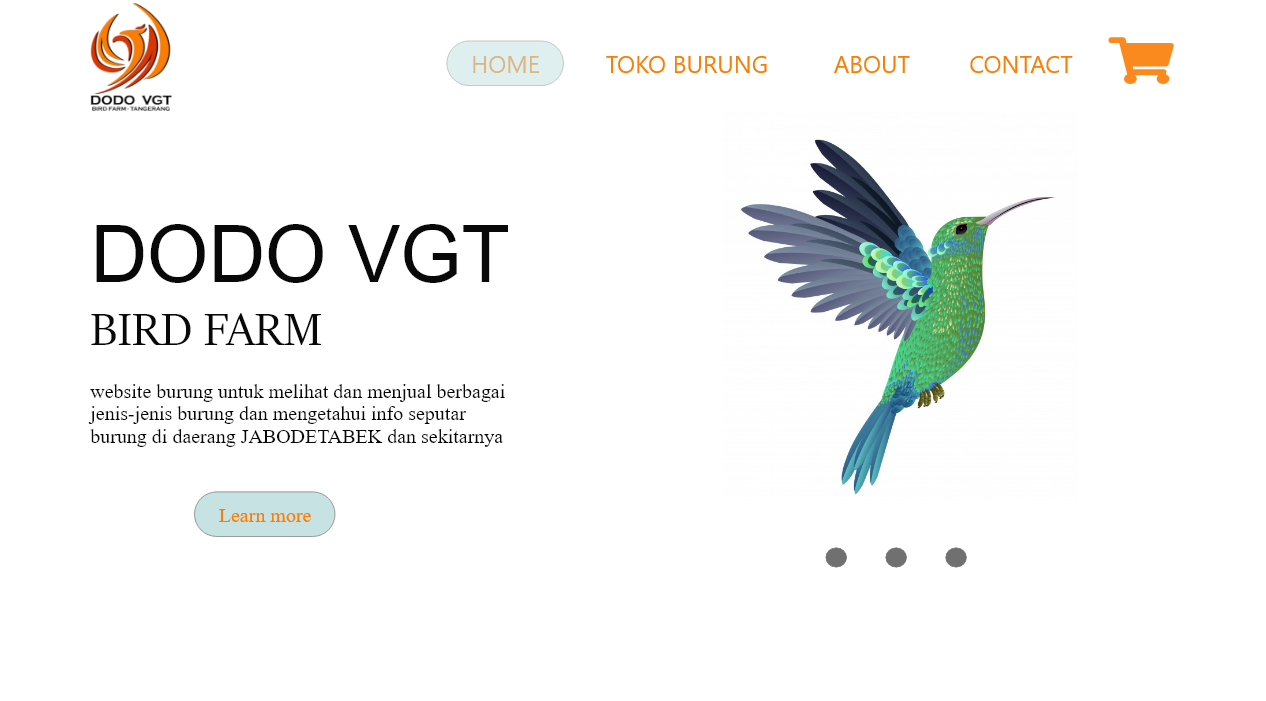 DODO VGT
BIRD FARM - TANGERANG
HOME
TOKO BURUNG
ABOUT
CONTACT
DODO VGT
BIRD FARM
website burung untuk melihat dan menjual berbagai
jenis-jenis burung dan mengetahui info seputar
burung di daerang JABODETABEK dan sekitarnya
Learn more